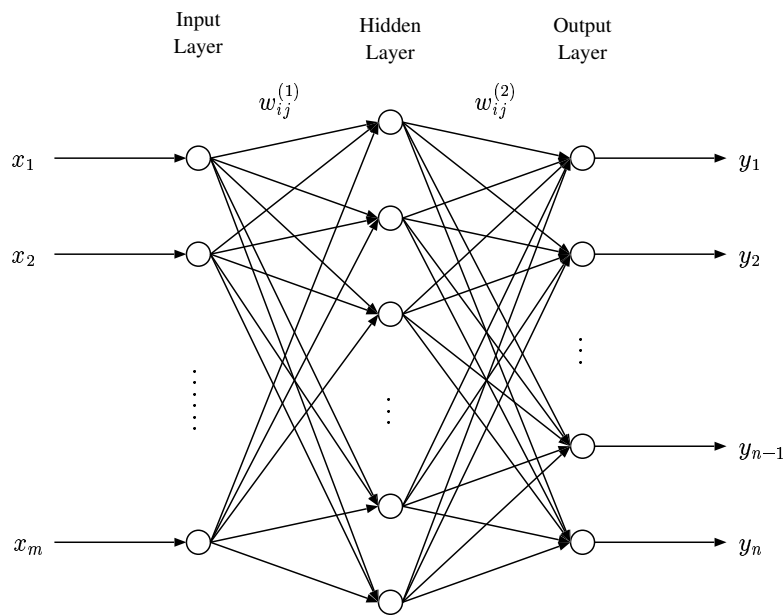 Input
Layer
Hidden
Layer
Output
Layer
w_{ij}^{(1)}
w_{ij}^{(2)}
x_1
y_1
x_2
y_2
y_{n-1}
x_m
y_n